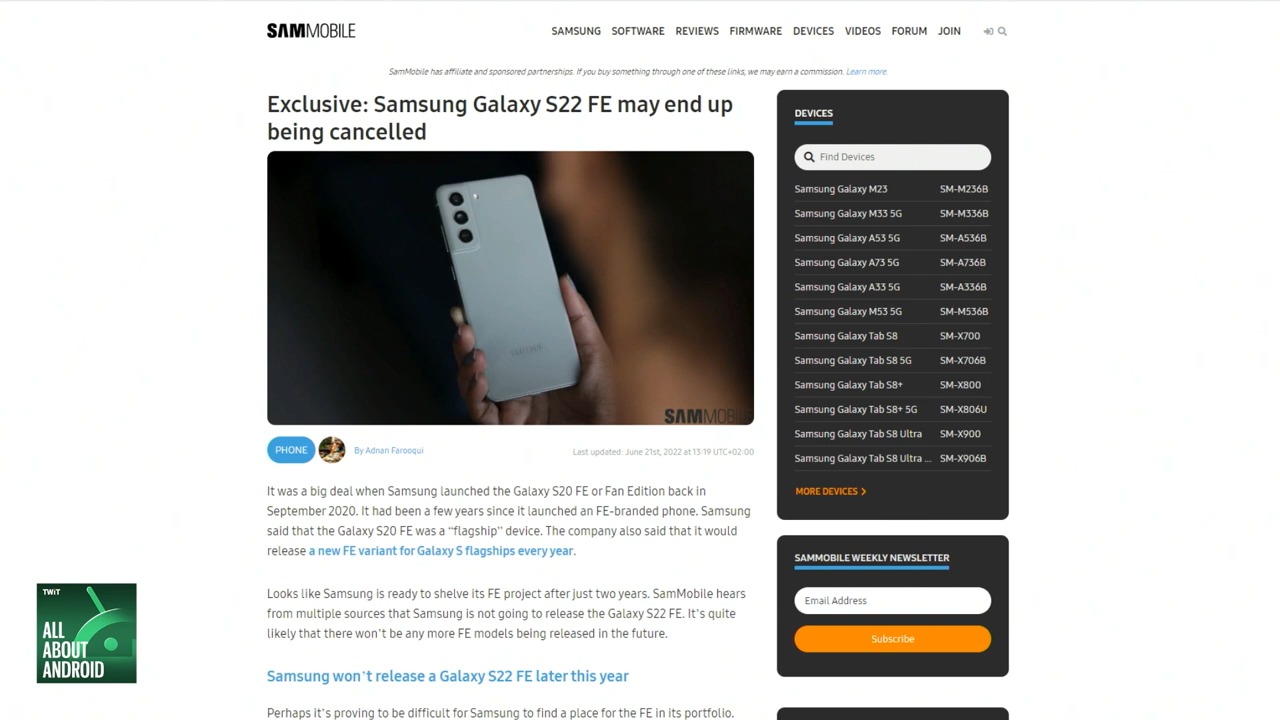 SAMMOBILE
SAMSUNG SOFTWARE REVIEWS FIRMWARE DEVICES VIDEOS FORUM JOIN
SamMobile has affiliate and sponsored partnerships. If you buy something through one of these links, we may earn a commission. Learn more.
Exclusive: Samsung Galaxy S22 FE may end up
being cancelled
SAMSUNG
SAMMOBILE
PHONE
By Adnan Farooqui
Last updated: June 21st, 2022 at 13:19 UTC+02:00
It was a big deal when Samsung launched the Galaxy S20 FE or Fan Edition back in
September 2020. It had been a few years since it launched an FE-branded phone. Samsung
said that the Galaxy S20 FE was a “flagship” device. The company also said that it would
release a new FE variant for Galaxy S flagships every year.
Looks like Samsung is ready to shelve its FE project after just two years. SamMobile hears
from multiple sources that Samsung is not going to release the Galaxy S22 FE. It's quite
likely that there won't be any more FE models being released in the future.
Samsung won't release a Galaxy S22 FE later this year
Perhaps it's proving to be difficult for Samsung to find a place for the FE in its portfolio.
DEVICES
Find Devices
Samsung Galaxy M23 SM-M236B
Samsung Galaxy M33 5G SM-M336B
Samsung Galaxy A53 5G SM-A536B
Samsung Galaxy A73 5G SM-A736B
Samsung Galaxy A33 5G SM-A336B
Samsung Galaxy M53 5G SM-M536B
Samsung Galaxy Tab S8 SM-X700
Samsung Galaxy Tab S8 5G SM-X706B
Samsung Galaxy Tab S8+ SM-X800
Samsung Galaxy Tab S8+ 5G SM-X806U
Samsung Galaxy Tab S8 Ultra SM-X900
Samsung Galaxy Tab S8 Ultra ... SM-X906B
MORE DEVICES
SAMMOBILE WEEKLY NEWSLETTER
Email Address
Subscribe
TWiT
ALL
ABOUT
ANDROID